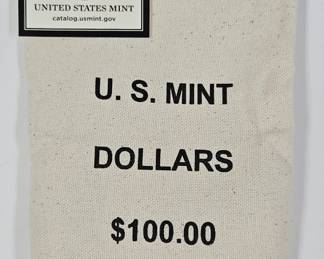 UNITED STATES MINT
catalog.usmint.gov
U. S. MINT
DOLLARS
$100.00